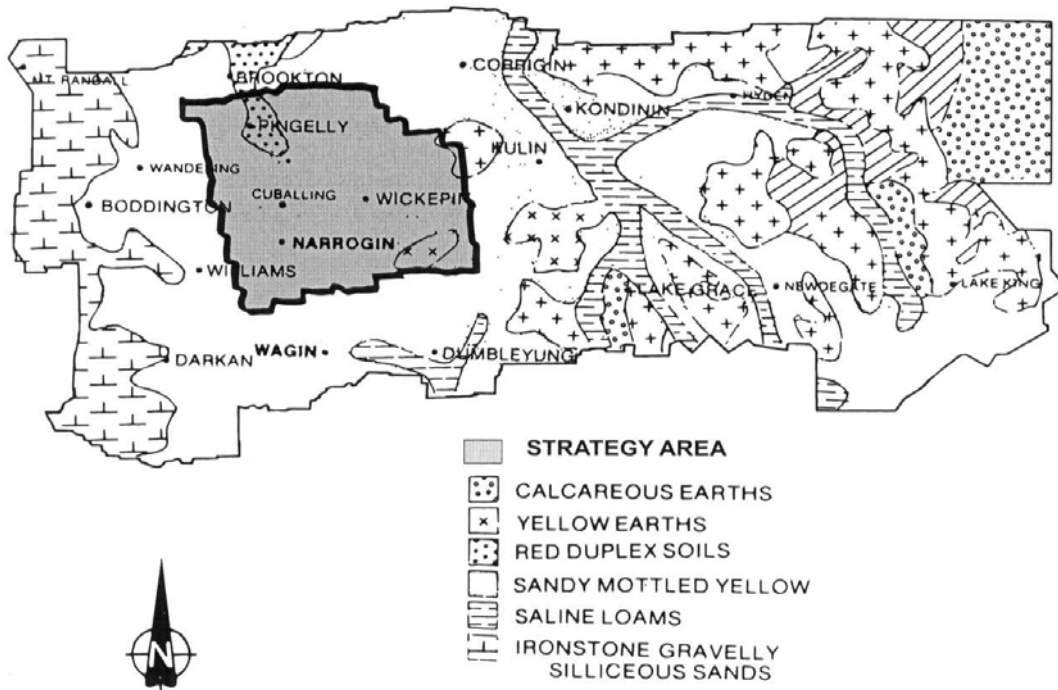 MT. RANDALL
BROOKTON
CORRIGIN
PINGELLY
KONDININ
HYDEN
WANDERING
KULIN
BODDINGTON
CUBALLING
WICKEPIN
NARROGIN
WILLIAMS
LAKE GRACE
NEWDEGATE
LAKE KING
DARKAN
WAGIN
DUMBLEYUNG
STRATEGY AREA
CALCAREOUS EARTHS
YELLOW EARTHS
RED DUPLEX SOILS
SANDY MOTTLED YELLOW
SALINE LOAMS
IRONSTONE GRAVELLY
SILLICEOUS SANDS
N